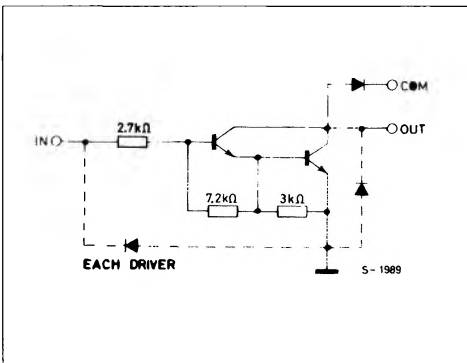 COM
2.7kΩ
IN
OUT
7.2kΩ
3kΩ
EACH DRIVER
S-1989